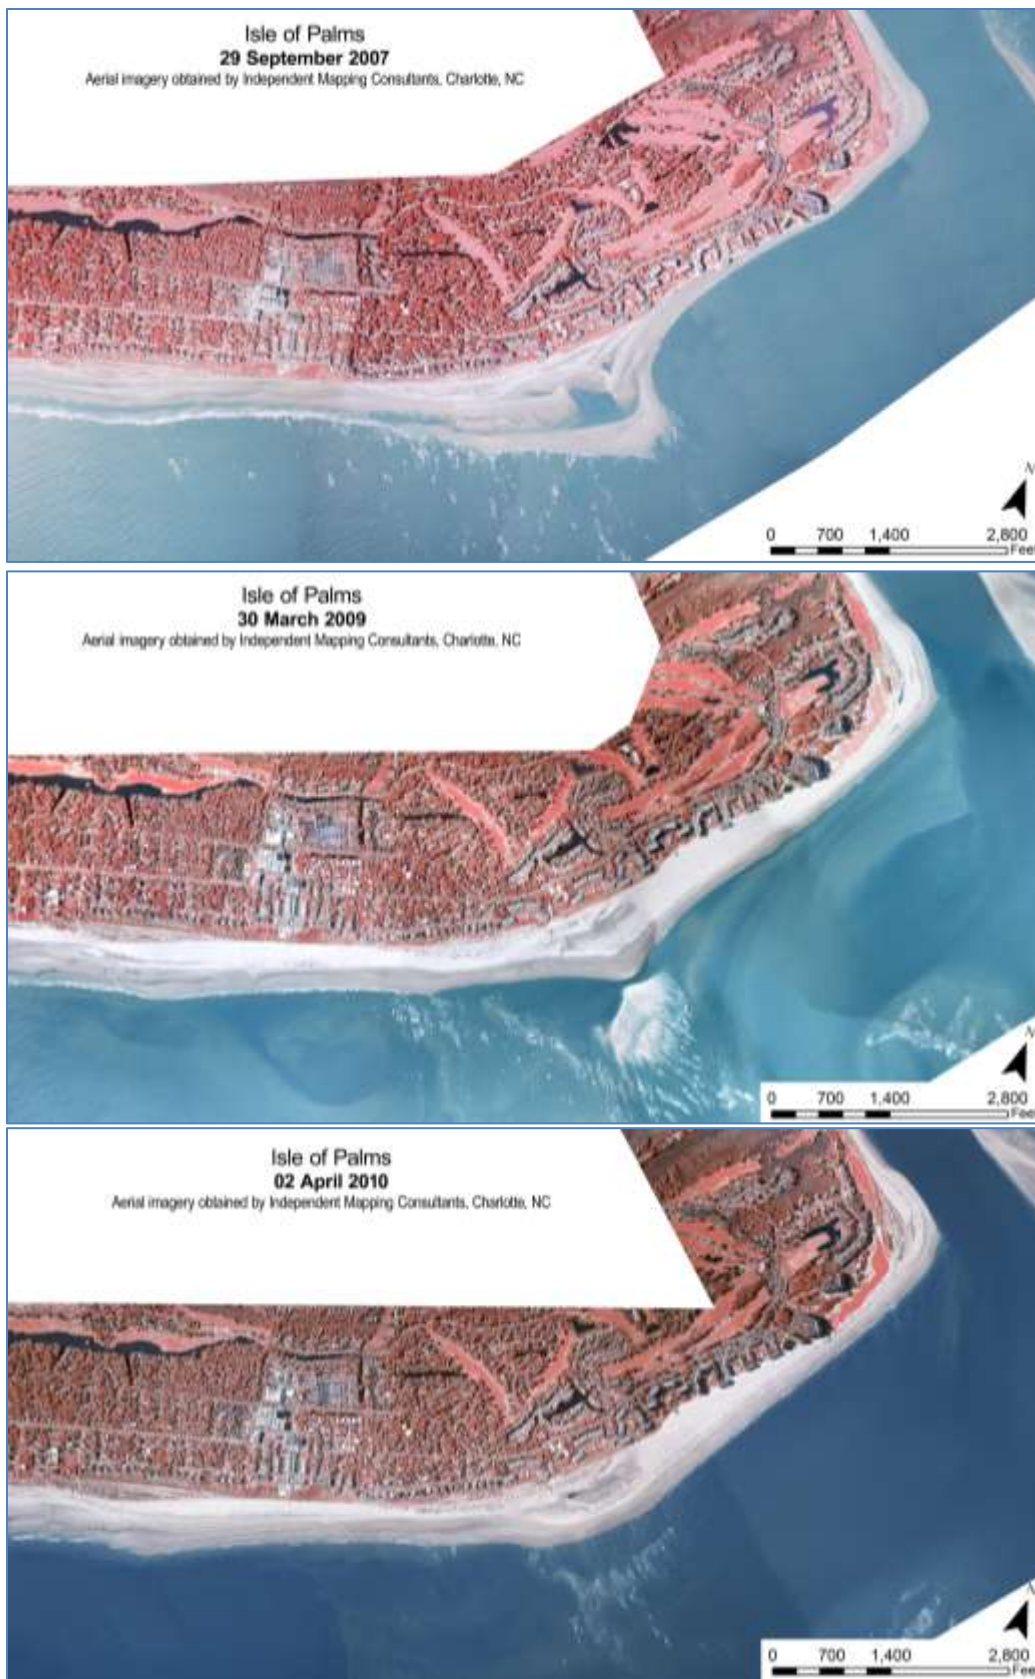 Isle of Palms
29 September 2007
Aerial imagery obtained by Independent Mapping Consultants, Charlotte, NC
N
0 700 1,400 2,800
Feet
Isle of Palms
30 March 2009
Aerial imagery obtained by Independent Mapping Consultants, Charlotte, NC
N
0 700 1,400 2,800
Feet
Isle of Palms
02 April 2010
Aerial imagery obtained by Independent Mapping Consultants, Charlotte, NC
0 700 1,400 2,800